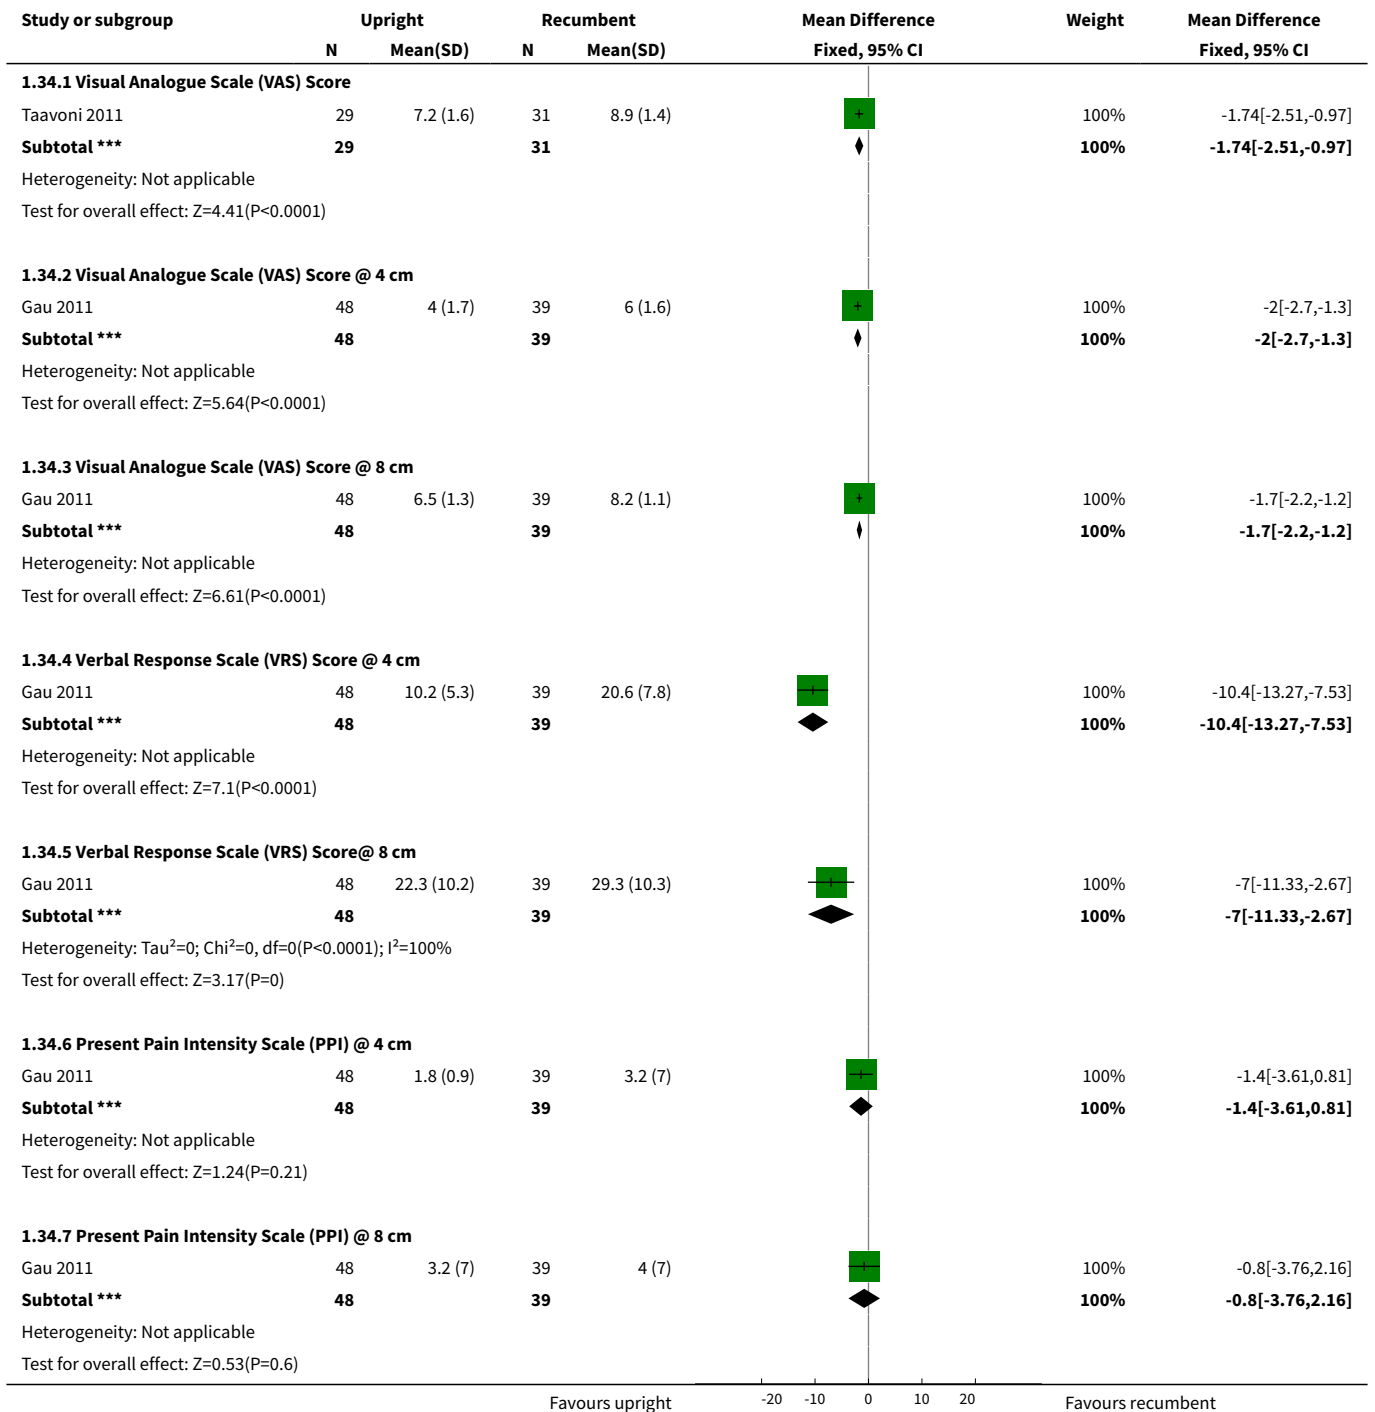 Study or subgroup Upright Recumbent Mean Difference Weight Mean Difference
N Mean(SD) N Mean(SD) Fixed, 95% CI Fixed, 95% CI
1.34.1 Visual Analogue Scale (VAS) Score
Taavoni 2011 29 7.2 (1.6) 31 8.9 (1.4) 100% -1.74[-2.51,-0.97]
Subtotal *** 29 31 100% -1.74[-2.51,-0.97]
Heterogeneity: Not applicable
Test for overall effect: Z=4.41(P<0.0001)
1.34.2 Visual Analogue Scale (VAS) Score @ 4 cm
Gau 2011 48 4 (1.7) 39 6 (1.6) 100% -2[-2.7,-1.3]
Subtotal *** 48 39 100% -2[-2.7,-1.3]
Heterogeneity: Not applicable
Test for overall effect: Z=5.64(P<0.0001)
1.34.3 Visual Analogue Scale (VAS) Score @ 8 cm
Gau 2011 48 6.5 (1.3) 39 8.2 (1.1) 100% -1.7[-2.2,-1.2]
Subtotal *** 48 39 100% -1.7[-2.2,-1.2]
Heterogeneity: Not applicable
Test for overall effect: Z=6.61(P<0.0001)
1.34.4 Verbal Response Scale (VRS) Score @ 4 cm
Gau 2011 48 10.2 (5.3) 39 20.6 (7.8) 100% -10.4[-13.27,-7.53]
Subtotal *** 48 39 100% -10.4[-13.27,-7.53]
Heterogeneity: Not applicable
Test for overall effect: Z=7.1(P<0.0001)
1.34.5 Verbal Response Scale (VRS) Score@ 8 cm
Gau 2011 48 22.3 (10.2) 39 29.3 (10.3) 100% -7[-11.33,-2.67]
Subtotal *** 48 39 100% -7[-11.33,-2.67]
Heterogeneity: Tau²=0; Chi²=0, df=0(P<0.0001); I²=100%
Test for overall effect: Z=3.17(P=0)
1.34.6 Present Pain Intensity Scale (PPI) @ 4 cm
Gau 2011 48 1.8 (0.9) 39 3.2 (7) 100% -1.4[-3.61,0.81]
Subtotal *** 48 39 100% -1.4[-3.61,0.81]
Heterogeneity: Not applicable
Test for overall effect: Z=1.24(P=0.21)
1.34.7 Present Pain Intensity Scale (PPI) @ 8 cm
Gau 2011 48 3.2 (7) 39 4 (7) 100% -0.8[-3.76,2.16]
Subtotal *** 48 39 100% -0.8[-3.76,2.16]
Heterogeneity: Not applicable
Test for overall effect: Z=0.53(P=0.6)
Favours upright -20 -10 0 10 20 Favours recumbent